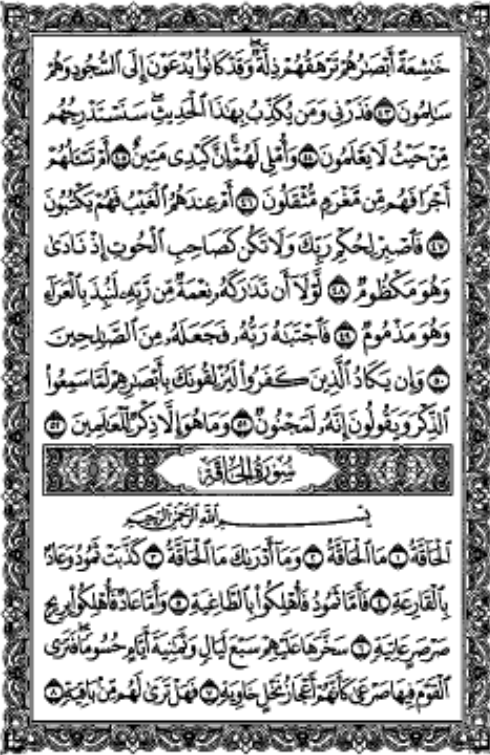 خَـٰشِعَةً أَبْصَـٰرُهُمْ تَرْهَقُهُمْ ذِلَّةٌ ۖ وَقَدْ كَانُوا۟ يُدْعَوْنَ إِلَى ٱلسُّجُودِ وَهُمْ
سَـٰلِمُونَ ٤٣ فَذَرْنِى وَمَن يُكَذِّبُ بِهَـٰذَا ٱلْحَدِيثِ ۖ سَنَسْتَدْرِجُهُم
مِّنْ حَيْثُ لَا يَعْلَمُونَ ٤٤ وَأُمْلِى لَهُمْ ۚ إِنَّ كَيْدِى مَتِينٌ ٤٥ أَمْ تَسْـَٔلُهُمْ
أَجْرًا فَهُم مِّن مَّغْرَمٍ مُّثْقَلُونَ ٤٦ أَمْ عِندَهُمُ ٱلْغَيْبُ فَهُمْ يَكْتُبُونَ
٤٧ فَٱصْبِرْ لِحُكْمِ رَبِّكَ وَلَا تَكُن كَصَاحِبِ ٱلْحُوتِ إِذْ نَادَىٰ
وَهُوَ مَكْظُومٌ ٤٨ لَّوْلَآ أَن تَدَٰرَكَهُۥ نِعْمَةٌ مِّن رَّبِّهِۦ لَنُبِذَ بِٱلْعَرَآءِ
وَهُوَ مَذْمُومٌ ٤٩ فَٱجْتَبَـٰهُ رَبُّهُۥ فَجَعَلَهُۥ مِنَ ٱلصَّـٰلِحِينَ
٥٠ وَإِن يَكَادُ ٱلَّذِينَ كَفَرُوا۟ لَيُزْلِقُونَكَ بِأَبْصَـٰرِهِمْ لَمَّا سَمِعُوا۟
ٱلذِّكْرَ وَيَقُولُونَ إِنَّهُۥ لَمَجْنُونٌ ٥١ وَمَا هُوَ إِلَّا ذِكْرٌ لِّلْعَـٰلَمِينَ ٥٢
سُورَةُ الْحَاقَّةِ
بِسْمِ ٱللَّهِ ٱلرَّحْمَـٰنِ ٱلرَّحِيمِ
ٱلْحَآقَّةُ ١ مَا ٱلْحَآقَّةُ ٢ وَمَآ أَدْرَىٰكَ مَا ٱلْحَآقَّةُ ٣ كَذَّبَتْ ثَمُودُ وَعَادٌۢ
بِٱلْقَارِعَةِ ٤ فَأَمَّا ثَمُودُ فَأُهْلِكُوا۟ بِٱلطَّاغِيَةِ ٥ وَأَمَّا عَادٌ فَأُهْلِكُوا۟ بِرِيحٍ
صَرْصَرٍ عَاتِيَةٍ ٦ سَخَّرَهَا عَلَيْهِمْ سَبْعَ لَيَالٍ وَثَمَـٰنِيَةَ أَيَّامٍ حُسُومًا فَتَرَى
ٱلْقَوْمَ فِيهَا صَرْعَىٰ كَأَنَّهُمْ أَعْجَازُ نَخْلٍ خَاوِيَةٍ ٧ فَهَلْ تَرَىٰ لَهُم مِّنۢ بَاقِيَةٍ ٨